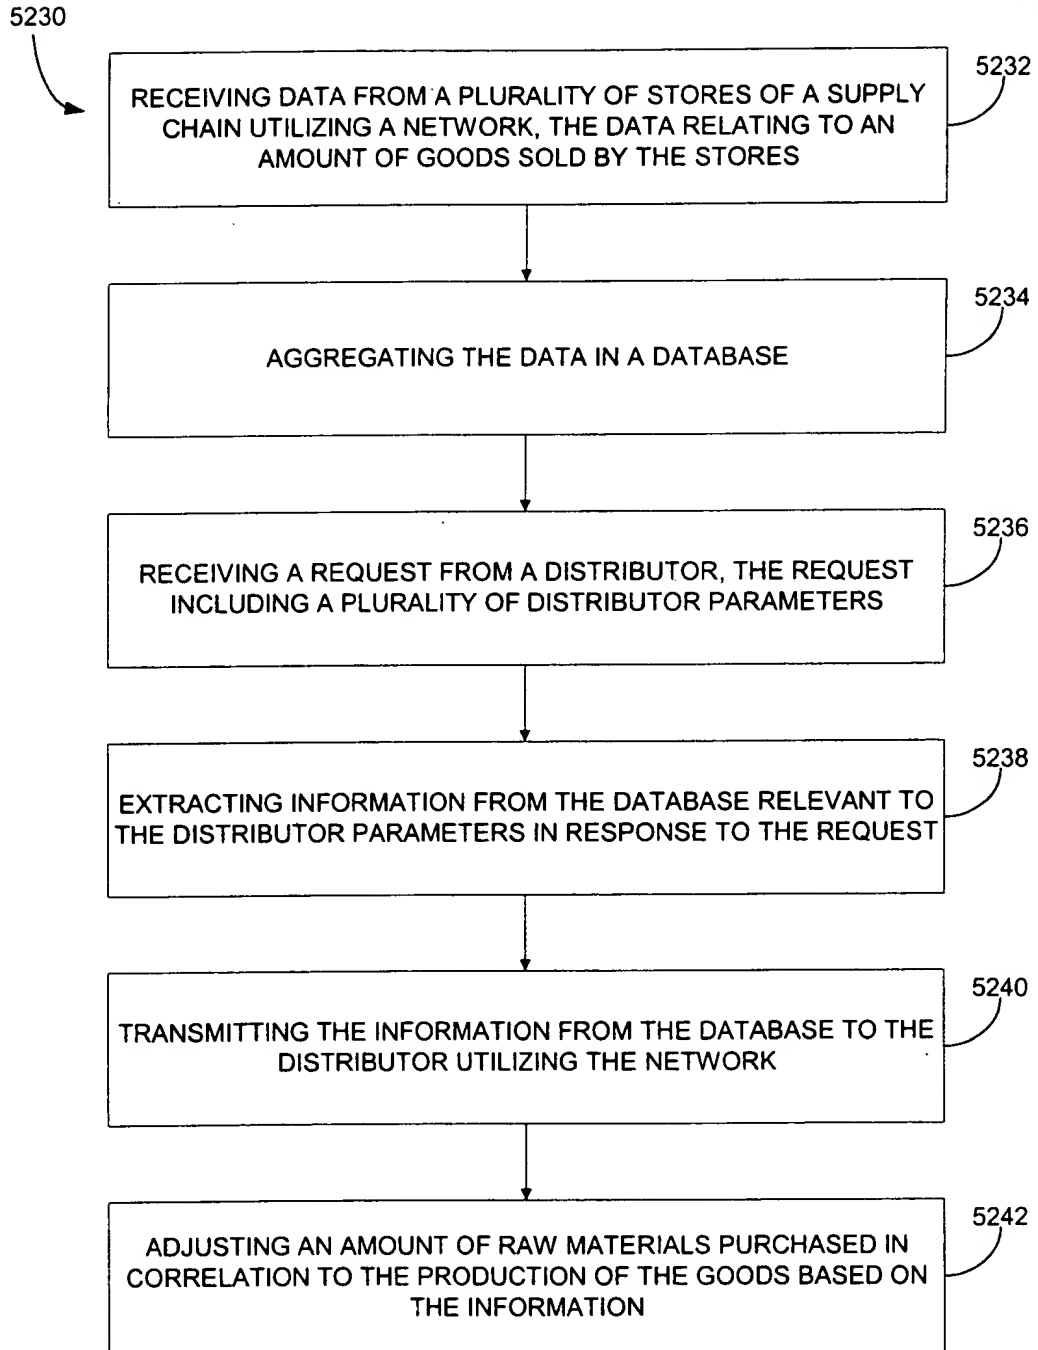 5230
5232
RECEIVING DATA FROM A PLURALITY OF STORES OF A SUPPLY
CHAIN UTILIZING A NETWORK, THE DATA RELATING TO AN
AMOUNT OF GOODS SOLD BY THE STORES
5234
AGGREGATING THE DATA IN A DATABASE
5236
RECEIVING A REQUEST FROM A DISTRIBUTOR, THE REQUEST
INCLUDING A PLURALITY OF DISTRIBUTOR PARAMETERS
5238
EXTRACTING INFORMATION FROM THE DATABASE RELEVANT TO
THE DISTRIBUTOR PARAMETERS IN RESPONSE TO THE REQUEST
5240
TRANSMITTING THE INFORMATION FROM THE DATABASE TO THE
DISTRIBUTOR UTILIZING THE NETWORK
5242
ADJUSTING AN AMOUNT OF RAW MATERIALS PURCHASED IN
CORRELATION TO THE PRODUCTION OF THE GOODS BASED ON
THE INFORMATION